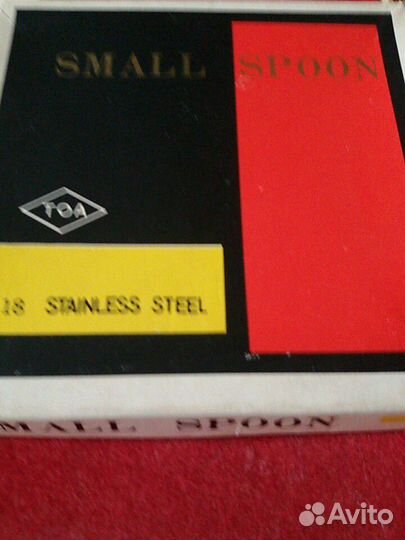 SMALL SPOON
TOA
18 STAINLESS STEEL
MALL SPOON
Avito